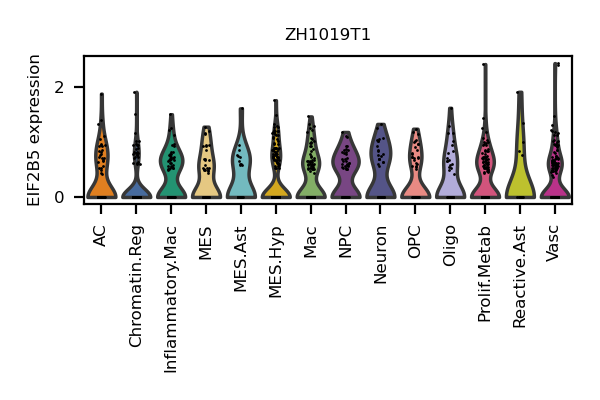 ZH1019T1
EIF2B5 expression
2
0
AC
Chromatin.Reg
Inflammatory.Mac
MES
MES.Ast
MES.Hyp
Mac
NPC
Neuron
OPC
Oligo
Prolif.Metab
Reactive.Ast
Vasc